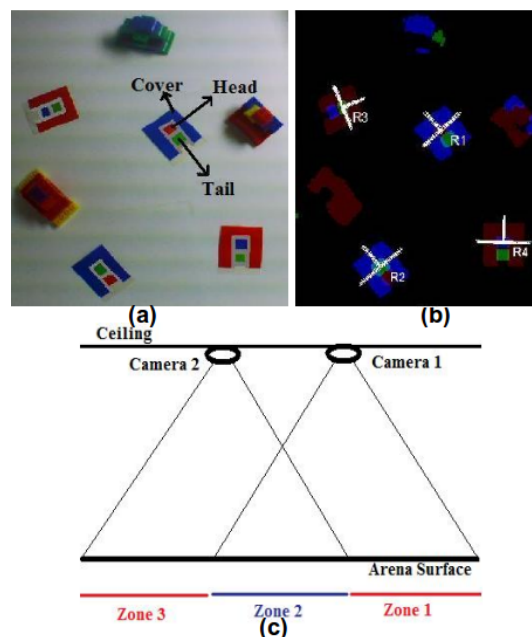 Cover
Head
Tail
R3
R1
R2
R4
(a)
(b)
Ceiling
Camera 2
Camera 1
Arena Surface
Zone 3
Zone 2
Zone 1
(c)